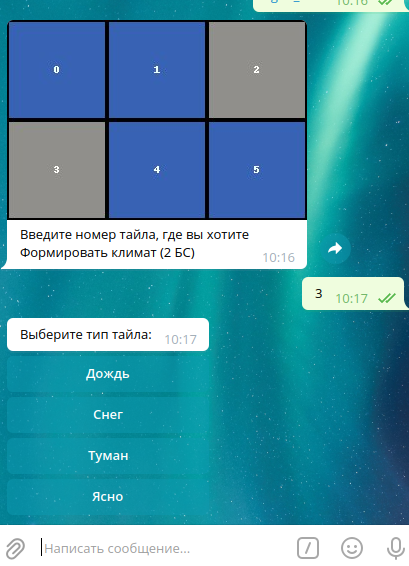 10:16
0
1
2
3
4
5
Введите номер тайла, где вы хотите
Формировать климат (2 БС)
10:16
3
10:17
Выберите тип тайла:
10:17
Дождь
Снег
Туман
Ясно
Написать сообщение...